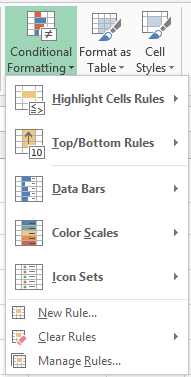 Conditional Format as Cell
Formatting Table Styles
Highlight Cells Rules
Top/Bottom Rules
10
Data Bars
Color Scales
Icon Sets
New Rule...
Clear Rules
Manage Rules...